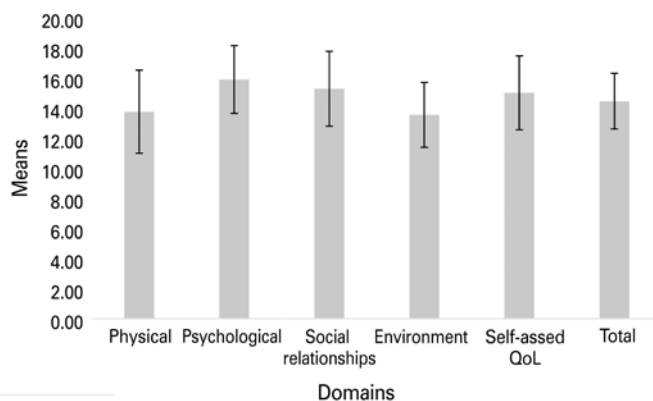 20.00
18.00
16.00
14.00
12.00
10.00
8.00
6.00
4.00
2.00
0.00
Means
Physical
Psychological
Social
relationships
Environment
Self-assed
QoL
Total
Domains